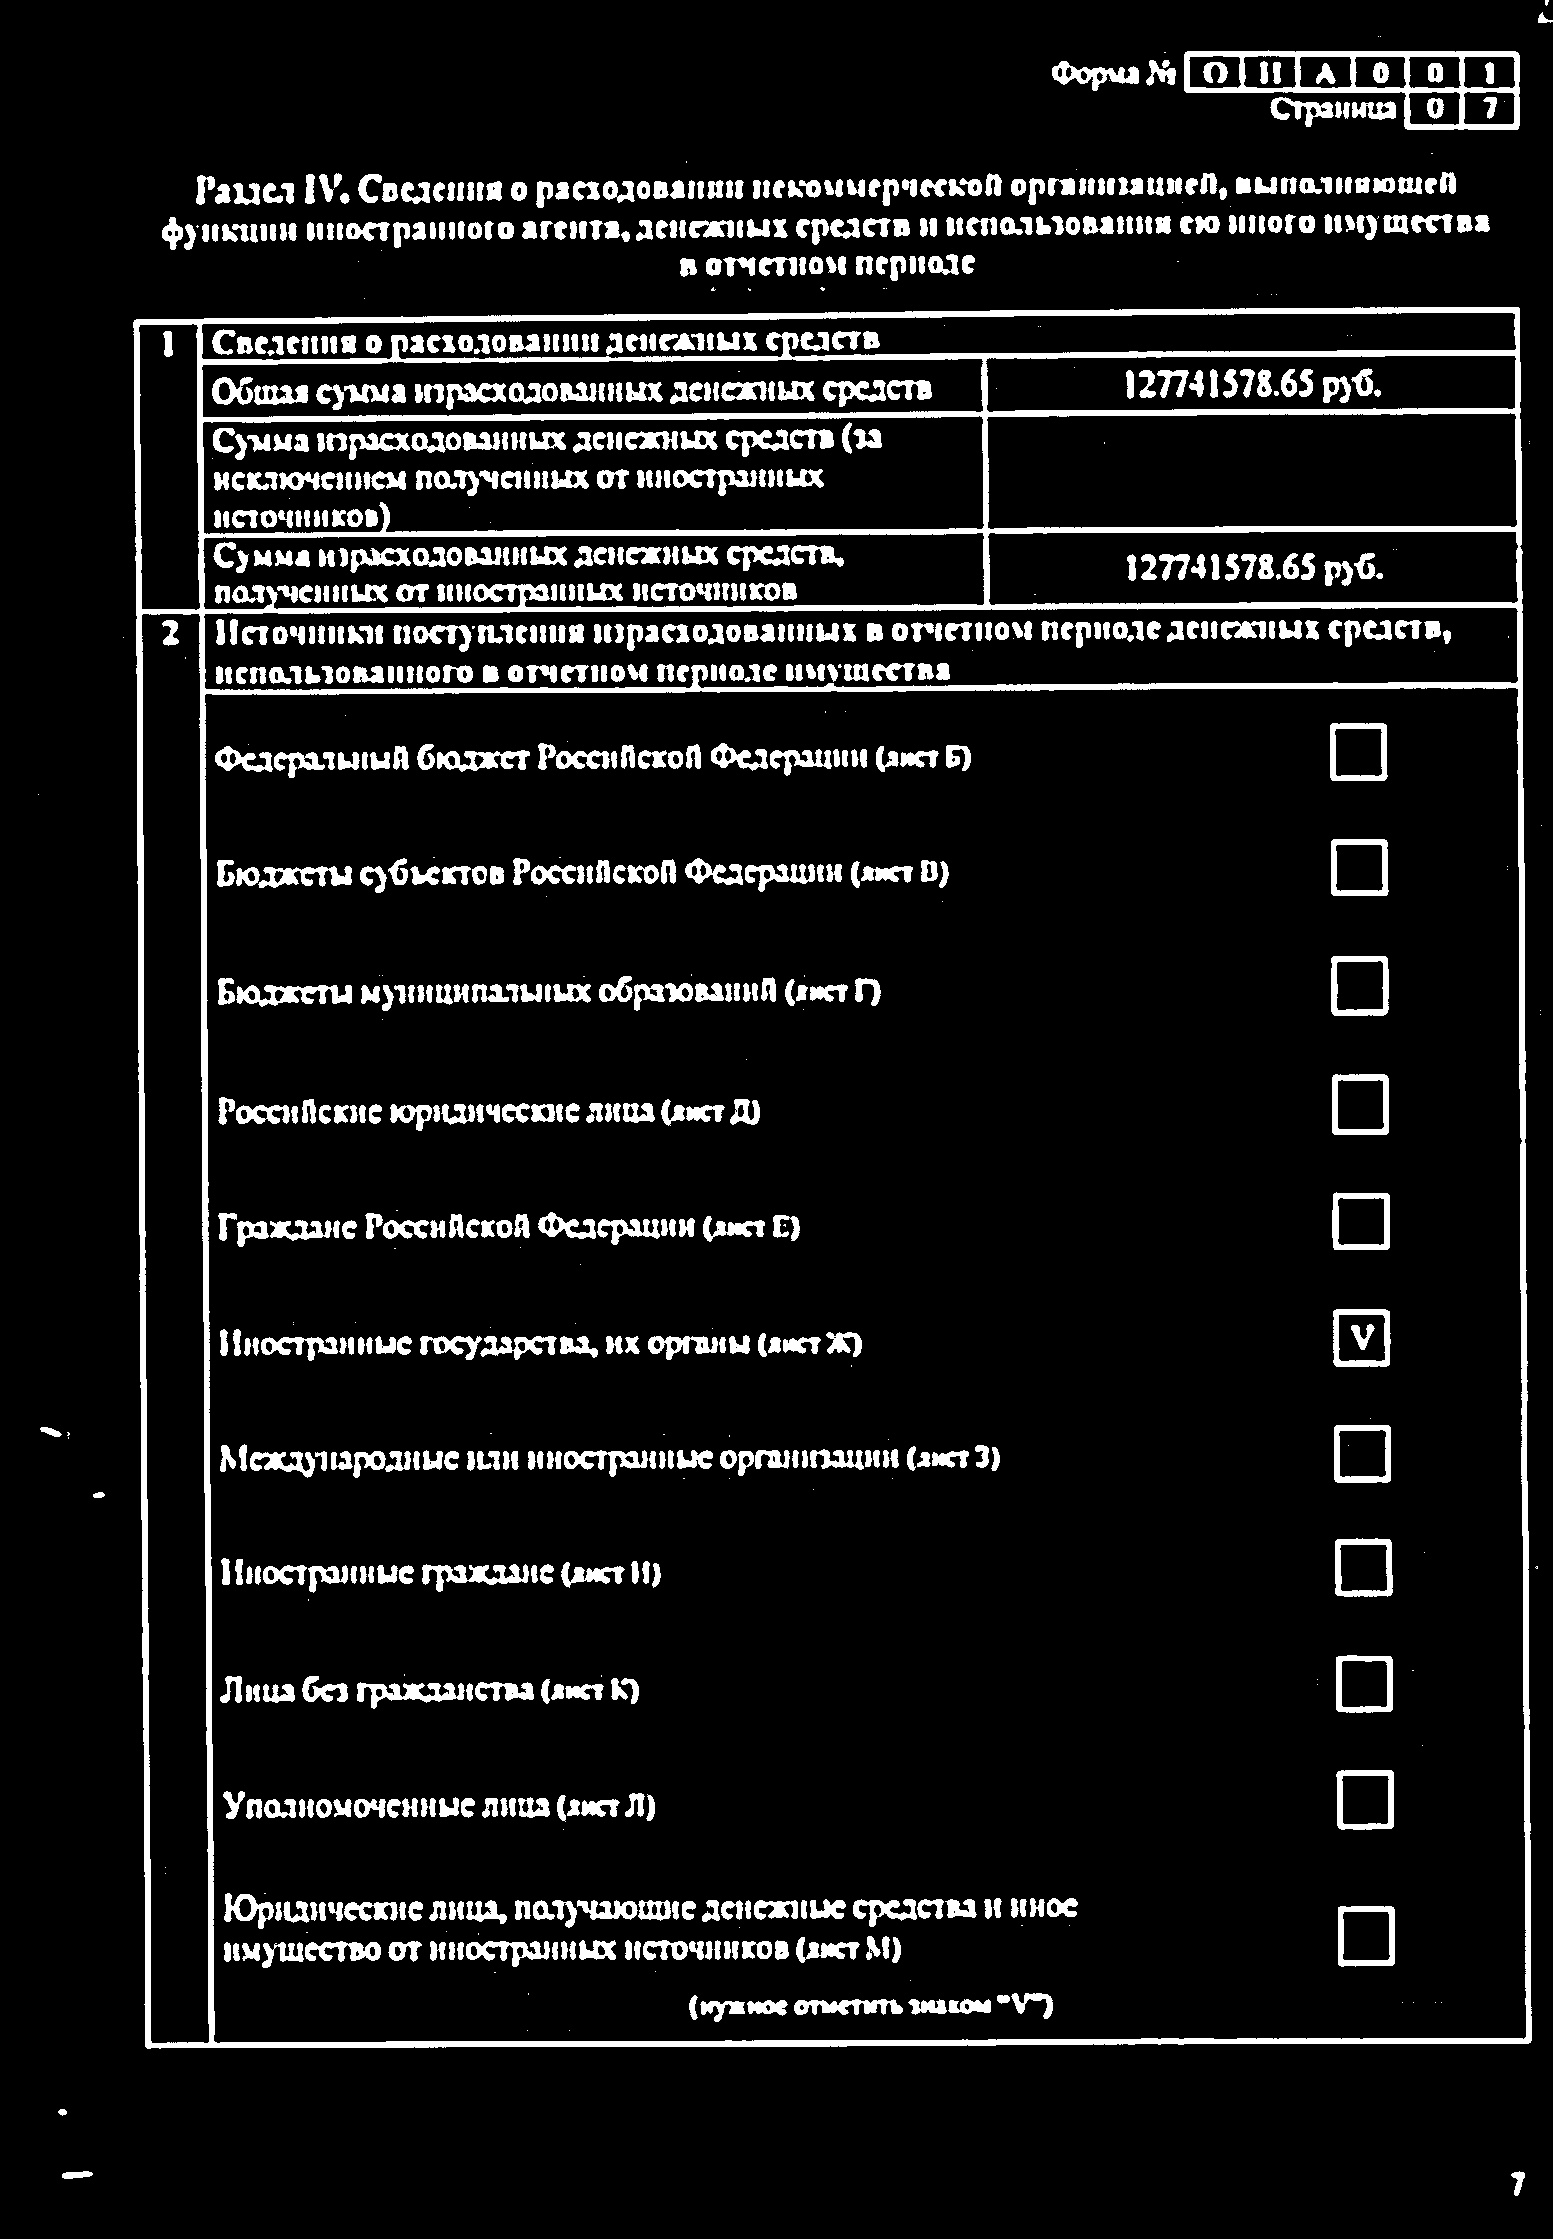 Форма № О И А 0 0 1
Страница 0 7
Раздел IV. Сведения о расходовании некоммерческой организацией, выполняющей
функции иностранного агента, денежных средств и использования ею иного имущества
в отчетном периоде
1 Сведения о расходовании денежных средств
Общая сумма израсходованных денежных средств 127741578.65 руб.
Сумма израсходованных денежных средств (за
исключением полученных от иностранных
источников)
Сумма израсходованных денежных средств,
полученных от иностранных источников 127741578.65 руб.
2 Источники поступления израсходованных в отчетном периоде денежных средств,
использованного в отчетном периоде имущества
Федеральный бюджет Российской Федерации (лист Б)
Бюджеты субъектов Российской Федерации (лист В)
Бюджеты муниципальных образований (лист Г)
Российские юридические лица (лист Д)
Граждане Российской Федерации (лист Е)
Иностранные государства, их органы (лист Ж) V
Международные или иностранные организации (лист З)
Иностранные граждане (лист И)
Лица без гражданства (лист К)
Уполномоченные лица (лист Л)
Юридические лица, получающие денежные средства и иное
имущество от иностранных источников (лист М)
(нужное отметить знаком "V")
7